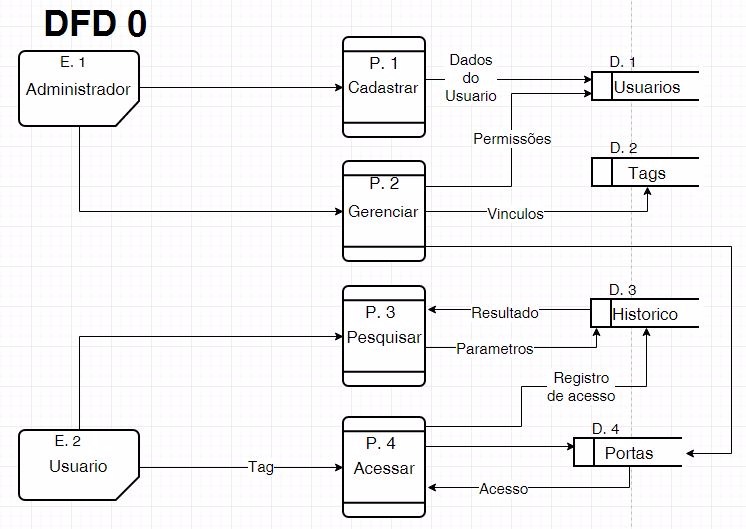 DFD 0
E. 1
Administrador
P. 1
Cadastrar
Dados
do
Usuario
D. 1
Usuarios
Permissões
D. 2
Tags
P. 2
Gerenciar
Vinculos
P. 3
Pesquisar
Resultado
Parametros
D. 3
Historico
Registro
de acesso
E. 2
Usuario
Tag
P. 4
Acessar
D. 4
Portas
Acesso